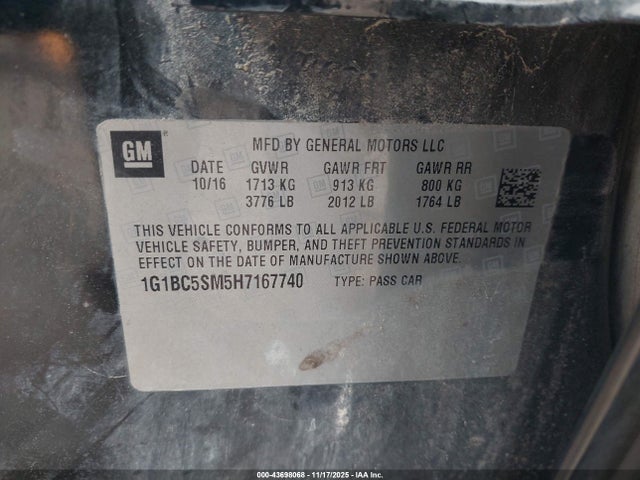 GM ®
MFD BY GENERAL MOTORS LLC
DATE GVWR GAWR FRT GAWR RR
10/16 1713 KG 913 KG 800 KG
3776 LB 2012 LB 1764 LB
THIS VEHICLE CONFORMS TO ALL APPLICABLE U.S. FEDERAL MOTOR
VEHICLE SAFETY, BUMPER, AND THEFT PREVENTION STANDARDS IN
EFFECT ON THE DATE OF MANUFACTURE SHOWN ABOVE.
1G1BC5SM5H7167740 TYPE: PASS CAR
000-43698068 - 11/17/2025 - IAA Inc.